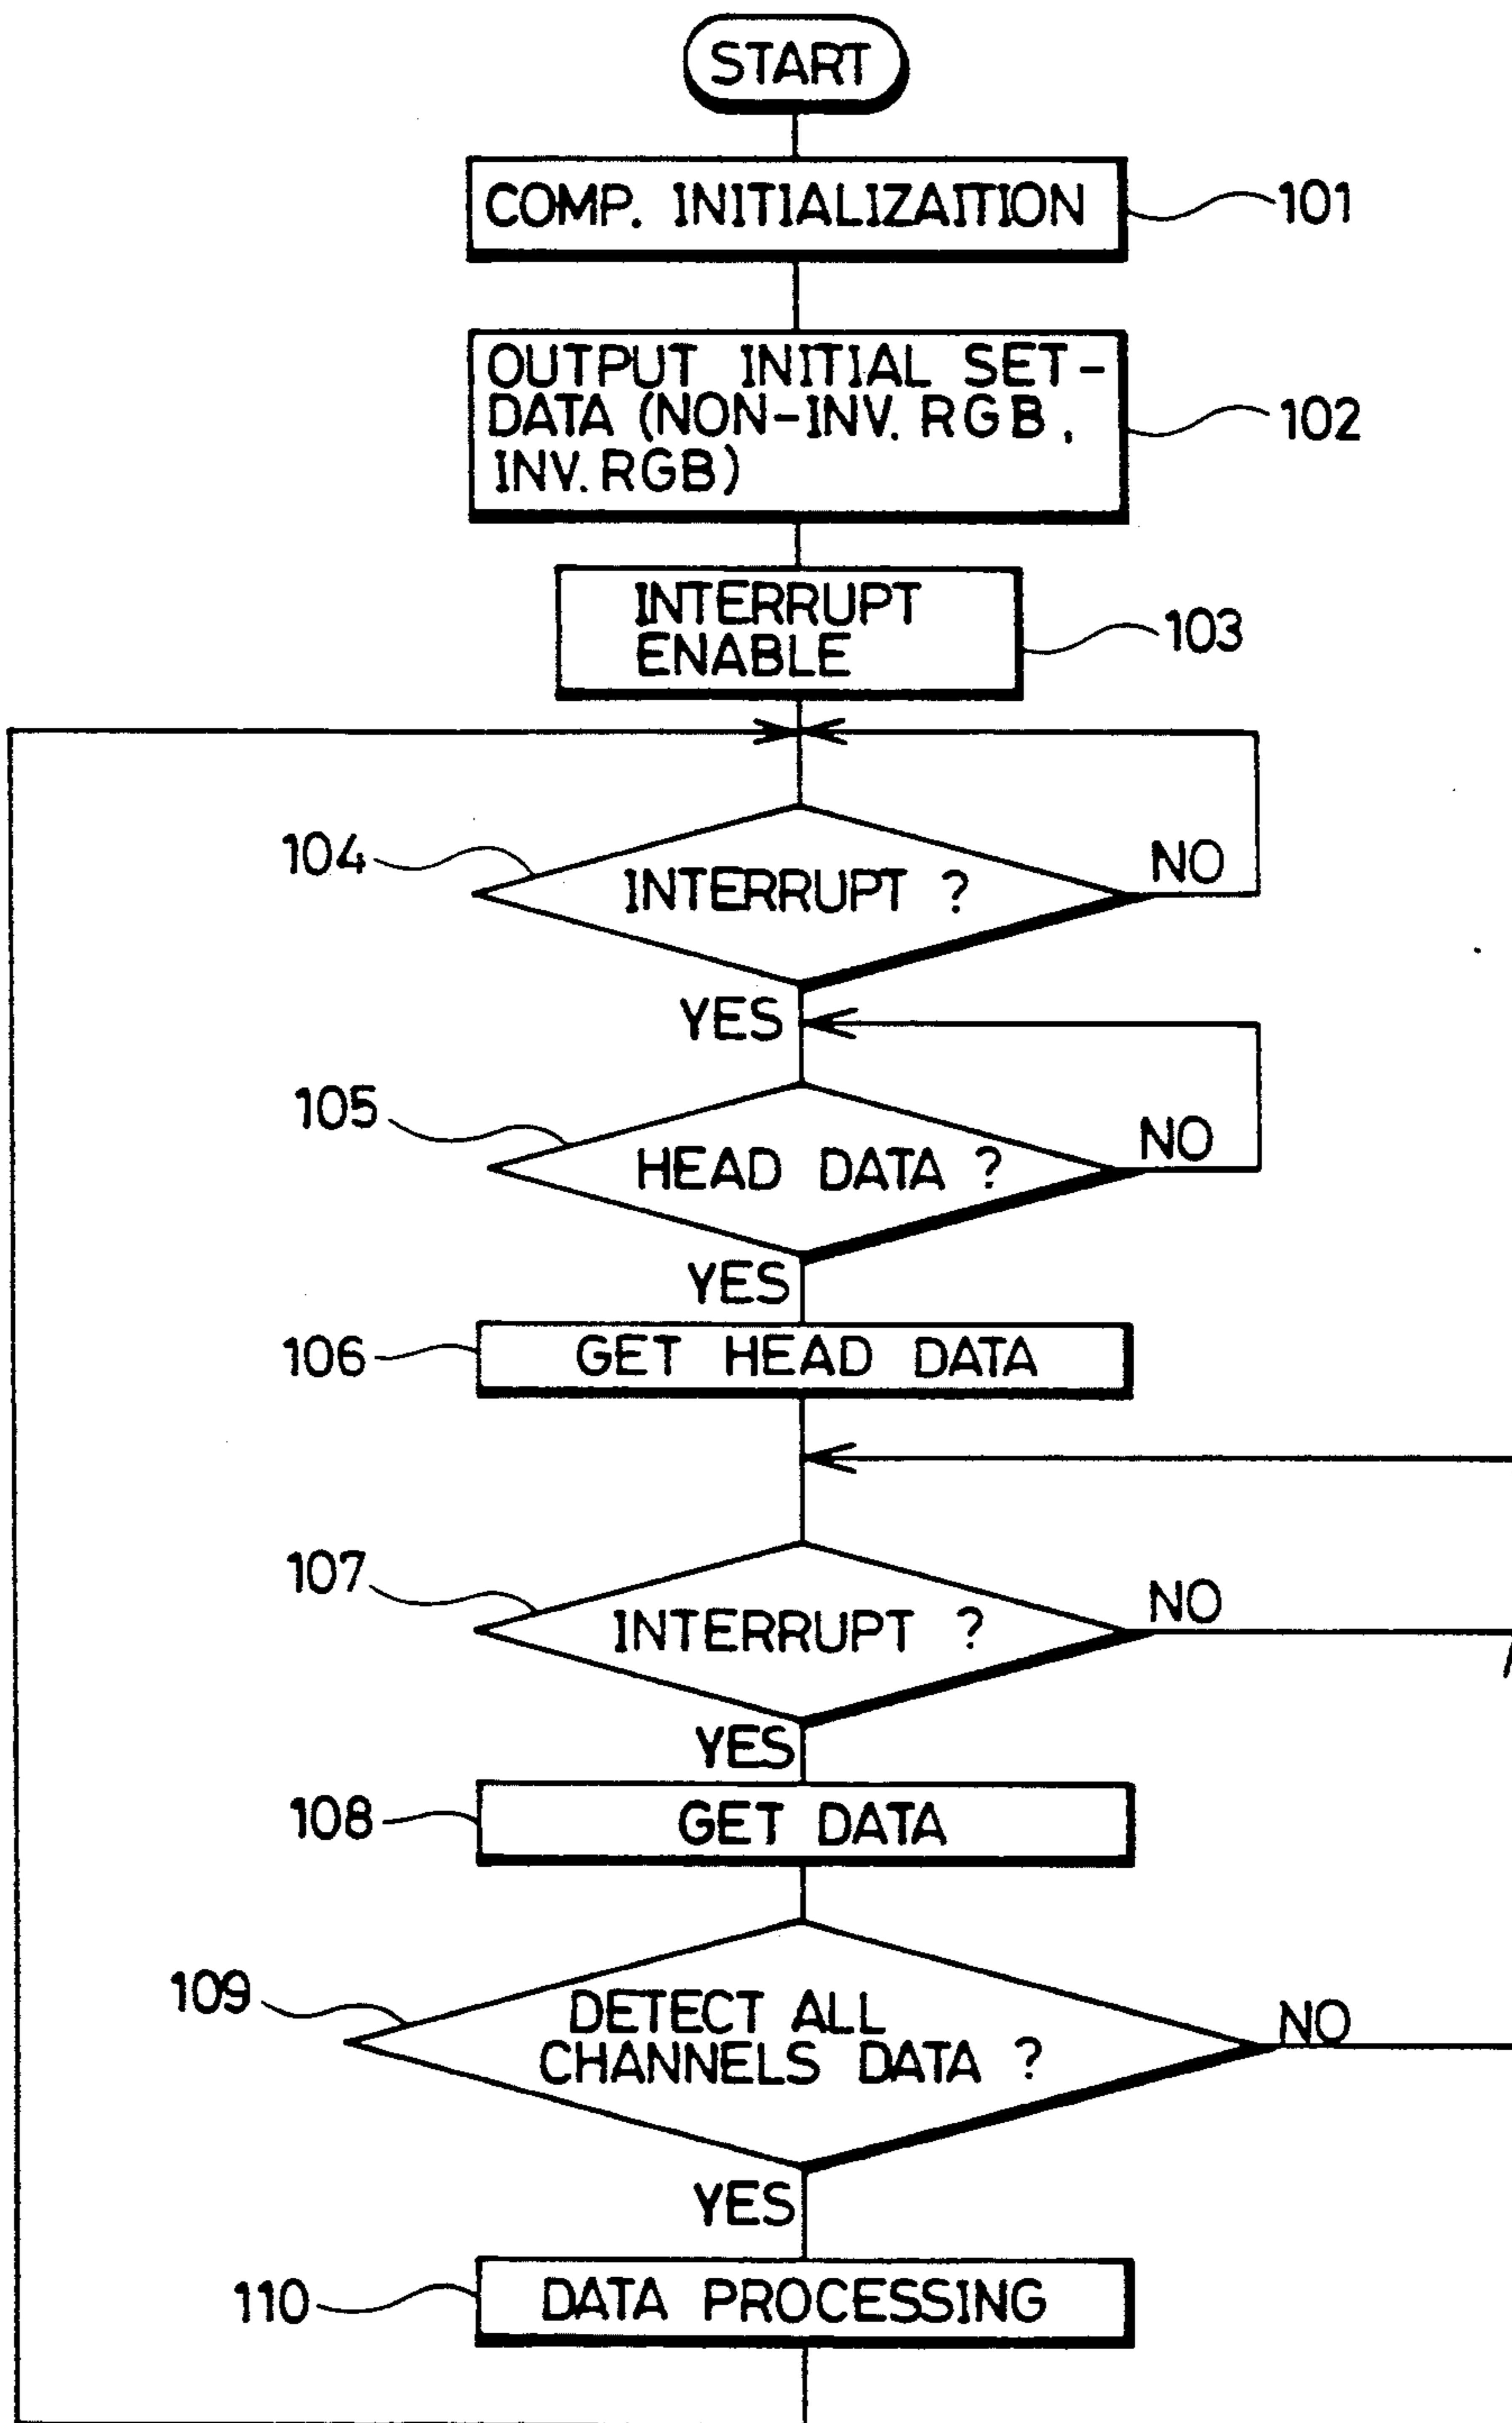 START
COMP. INITIALIZAITION
101
OUTPUT INITIAL SET-
DATA (NON-INV. RGB,
INV. RGB)
102
INTERRUPT
ENABLE
103
104
INTERRUPT ?
NO
YES
105
HEAD DATA ?
NO
YES
106
GET HEAD DATA
107
INTERRUPT ?
NO
YES
108
GET DATA
109
DETECT ALL
CHANNELS DATA ?
NO
YES
110
DATA PROCESSING